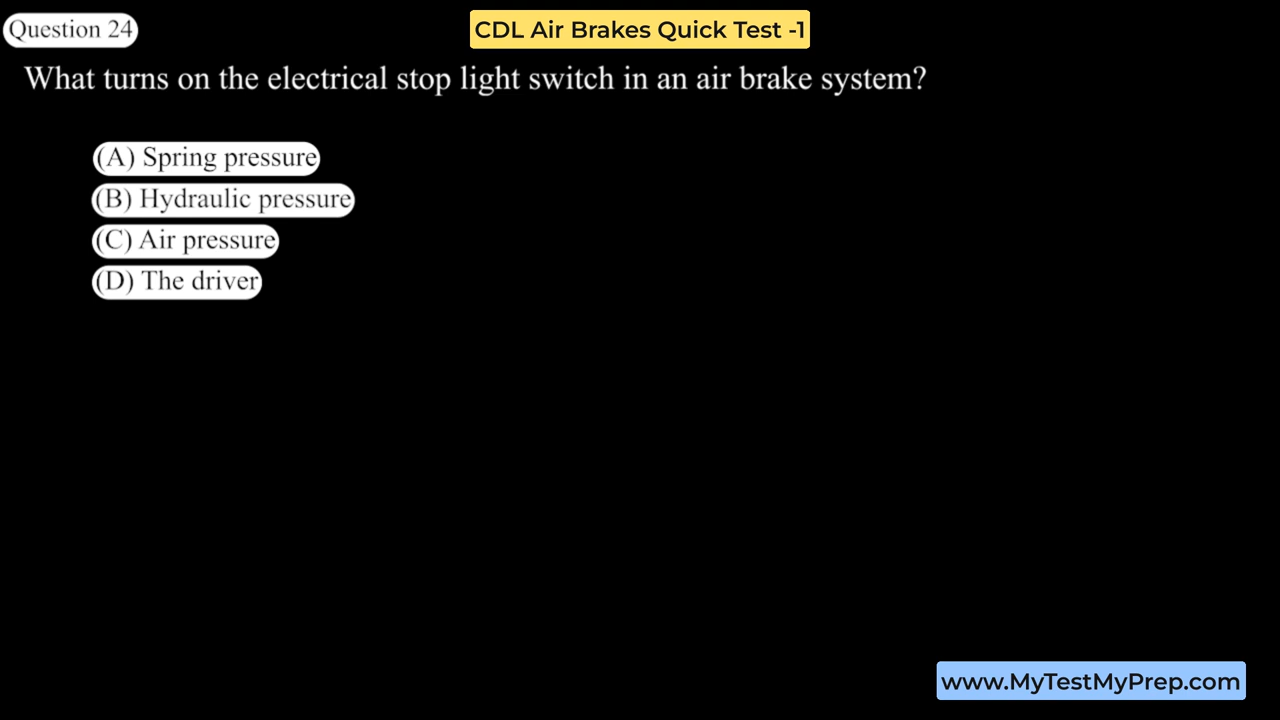 Question 24
CDL Air Brakes Quick Test -1
What turns on the electrical stop light switch in an air brake system?
(A) Spring pressure
(B) Hydraulic pressure
(C) Air pressure
(D) The driver
www.MyTestMyPrep.com